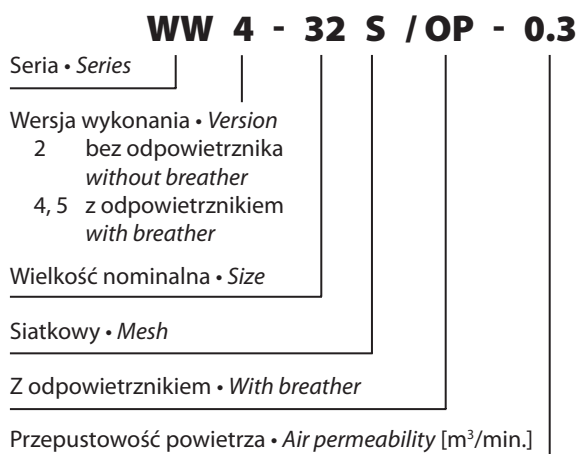 WW 4 - 32 S / OP - 0.3
Seria • Series
Wersja wykonania • Version
2 bez odpowietrznika
without breather
4, 5 z odpowietrznikiem
with breather
Wielkość nominalna • Size
Siatkowy • Mesh
Z odpowietrznikiem • With breather
Przepustowość powietrza • Air permeability [m³/min.]